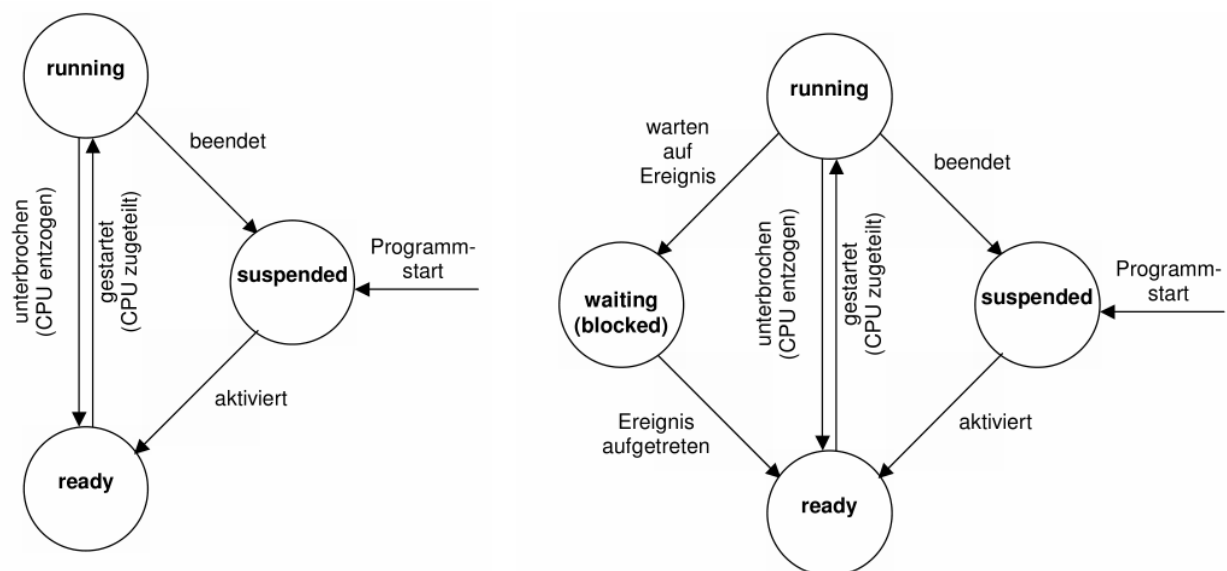 running
beendet
unterbrochen
(CPU entzogen)
gestartet
(CPU zugeteilt)
suspended
Programm-
start
aktiviert
ready
running
warten
auf
Ereignis
beendet
waiting
(blocked)
unterbrochen
(CPU entzogen)
gestartet
(CPU zugeteilt)
suspended
Programm-
start
Ereignis
aufgetreten
aktiviert
ready